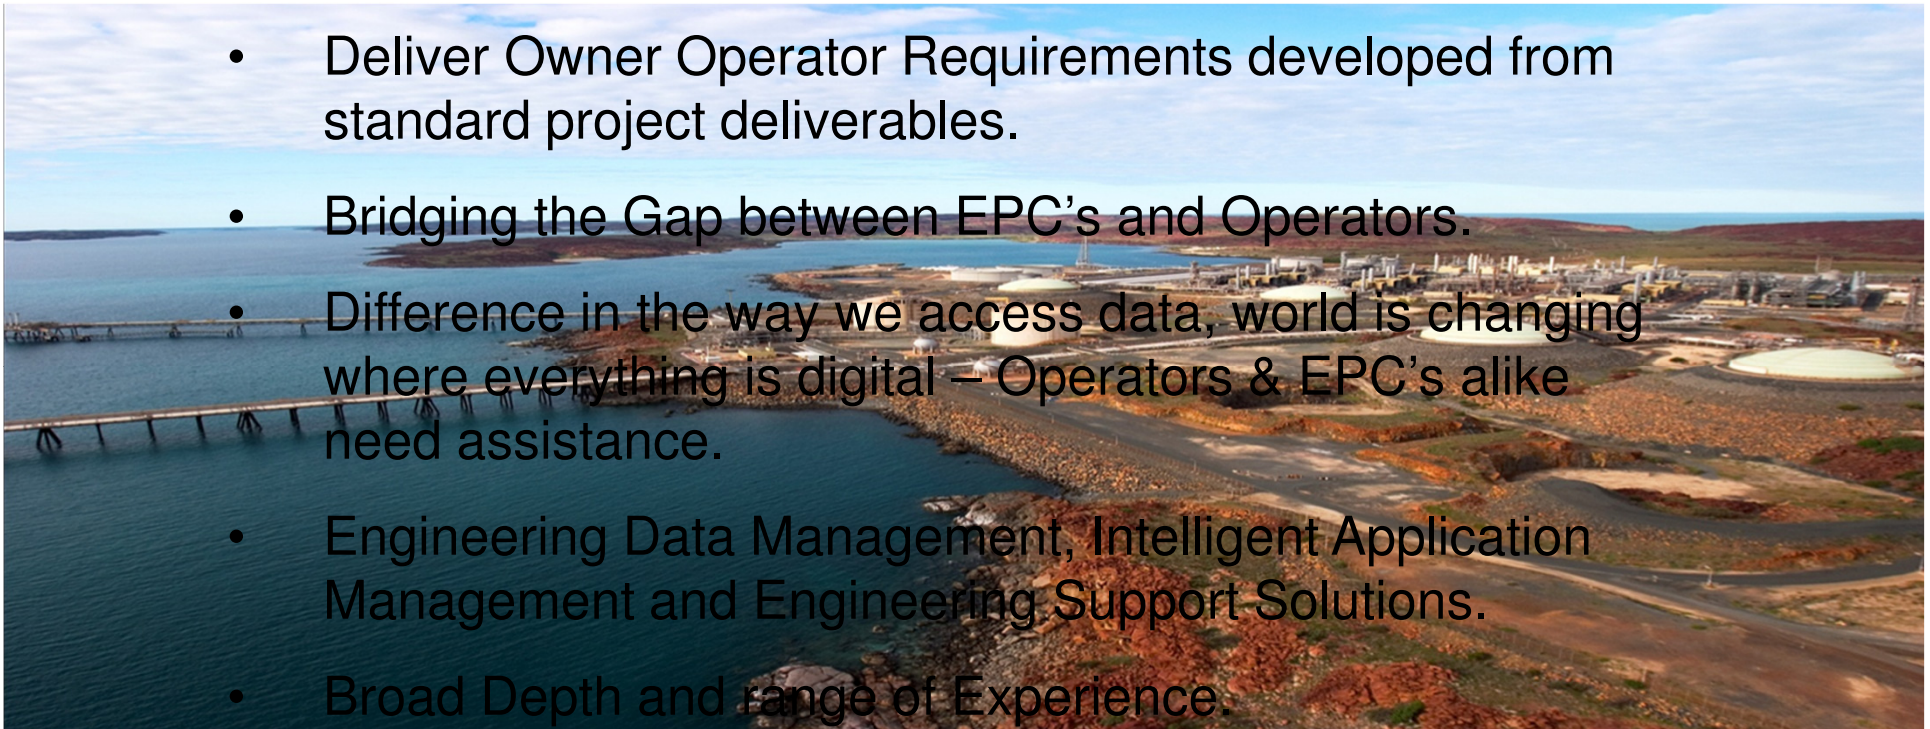 • Deliver Owner Operator Requirements developed from
standard project deliverables.
• Bridging the Gap between EPC’s and Operators.
• Difference in the way we access data, world is changing
where everything is digital – Operators & EPC’s alike
need assistance.
• Engineering Data Management, Intelligent Application
Management and Engineering Support Solutions.
• Broad Depth and range of Experience.